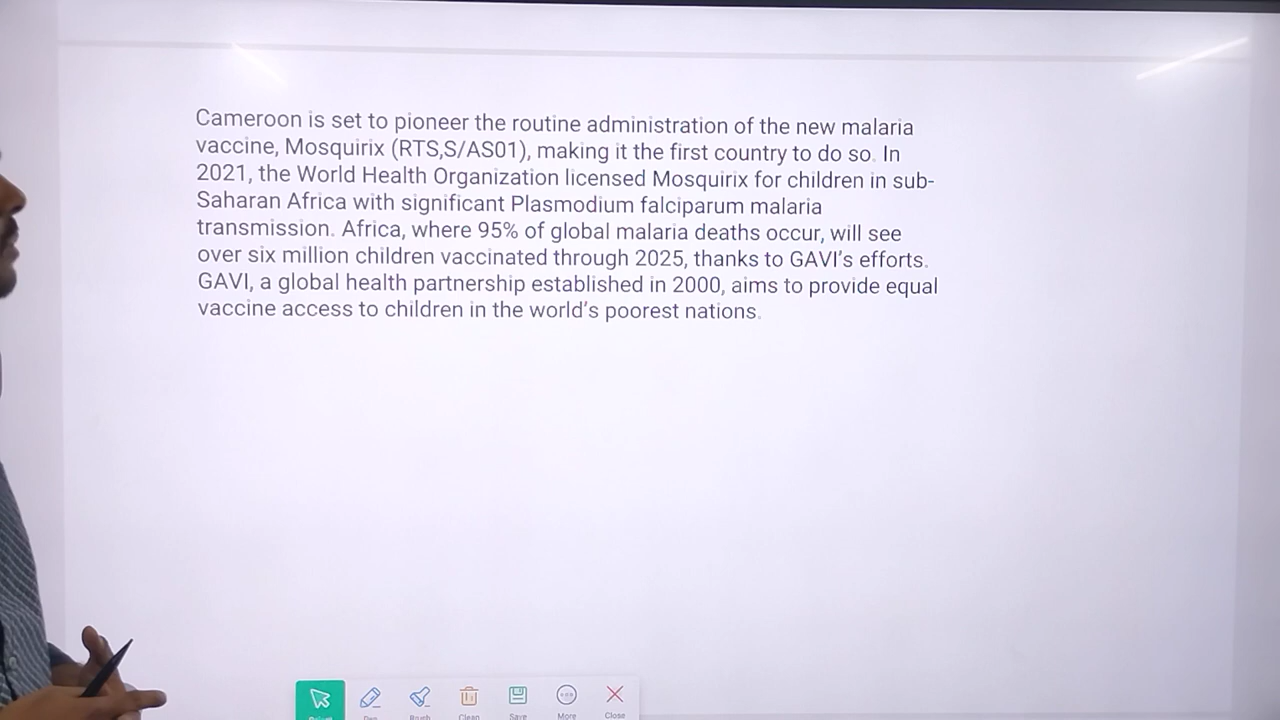 Cameroon is set to pioneer the routine administration of the new malaria
vaccine, Mosquirix (RTS,S/AS01), making it the first country to do so. In
2021, the World Health Organization licensed Mosquirix for children in sub-
Saharan Africa with significant Plasmodium falciparum malaria
transmission. Africa, where 95% of global malaria deaths occur, will see
over six million children vaccinated through 2025, thanks to GAVI’s efforts.
GAVI, a global health partnership established in 2000, aims to provide equal
vaccine access to children in the world’s poorest nations.
Select Pen Brush Clean Save More Close